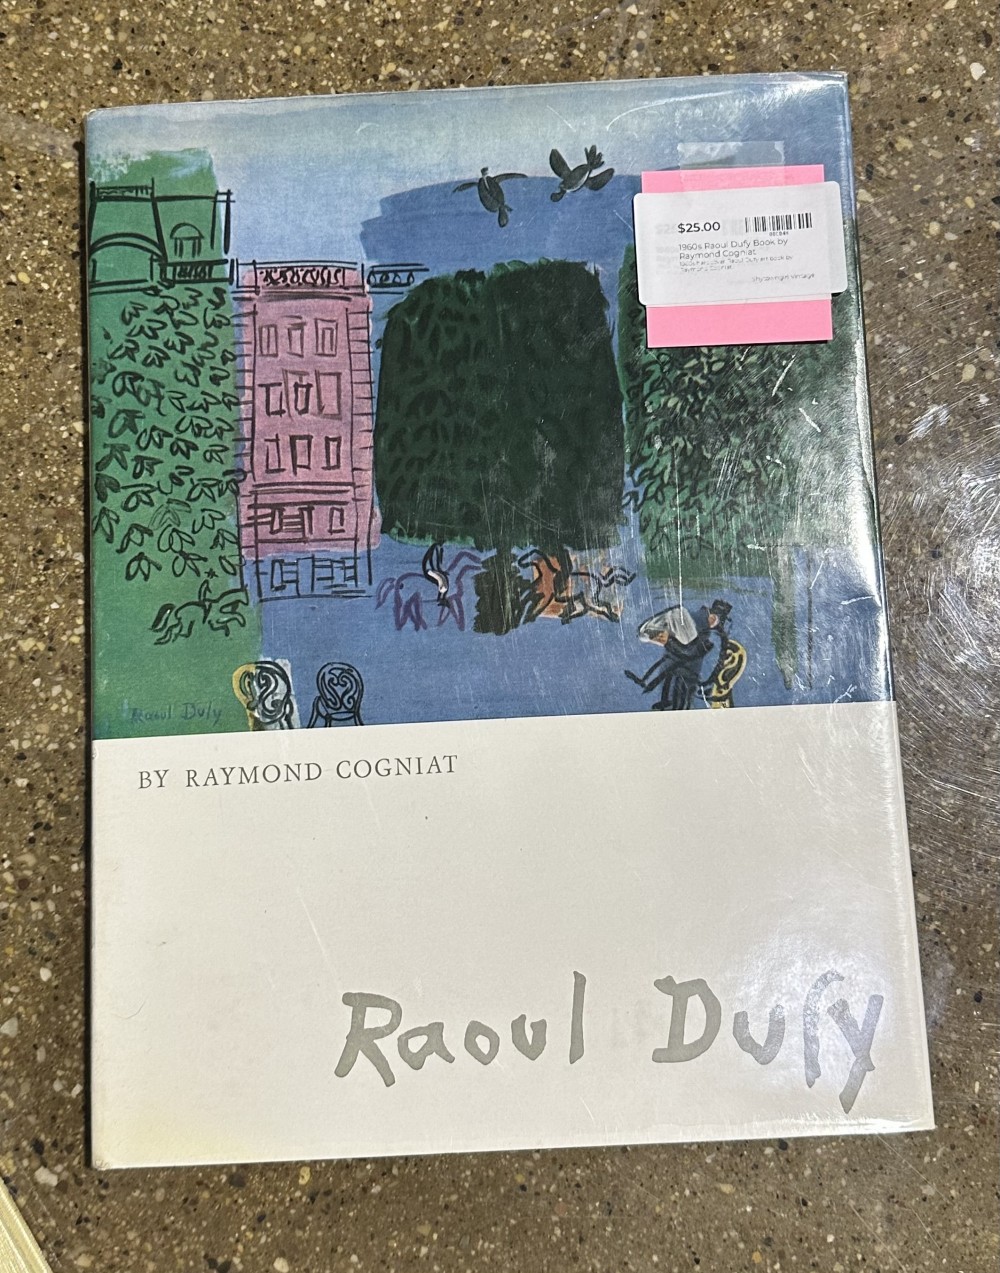 $25.00
1960s Raoul Dufy Book by
Raymond Cogniat
Raoul Dufy
BY RAYMOND COGNIAT
Raoul Dufy